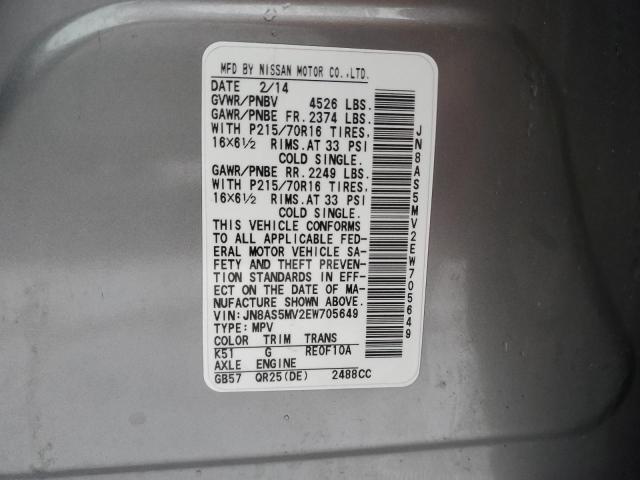 MFD BY NISSAN MOTOR CO.,LTD.
DATE 2/14
GVWR/PNBV 4526 LBS.
GAWR/PNBE FR. 2374 LBS.
WITH P215/70R16 TIRES,
16X6½ RIMS.AT 33 PSI
COLD SINGLE.
GAWR/PNBE RR. 2249 LBS.
WITH P215/70R16 TIRES,
16X6½ RIMS.AT 33 PSI
COLD SINGLE.
THIS VEHICLE CONFORMS
TO ALL APPLICABLE FED-
ERAL MOTOR VEHICLE SA-
FETY AND THEFT PREVEN-
TION STANDARDS IN EFF-
ECT ON THE DATE OF MA-
NUFACTURE SHOWN ABOVE.
VIN: JN8AS5MV2EW705649
TYPE: MPV
COLOR TRIM TRANS
K51 G RE0F10A
AXLE ENGINE
GB57 QR25(DE) 2488CC
JN8AS5MV2EW705649